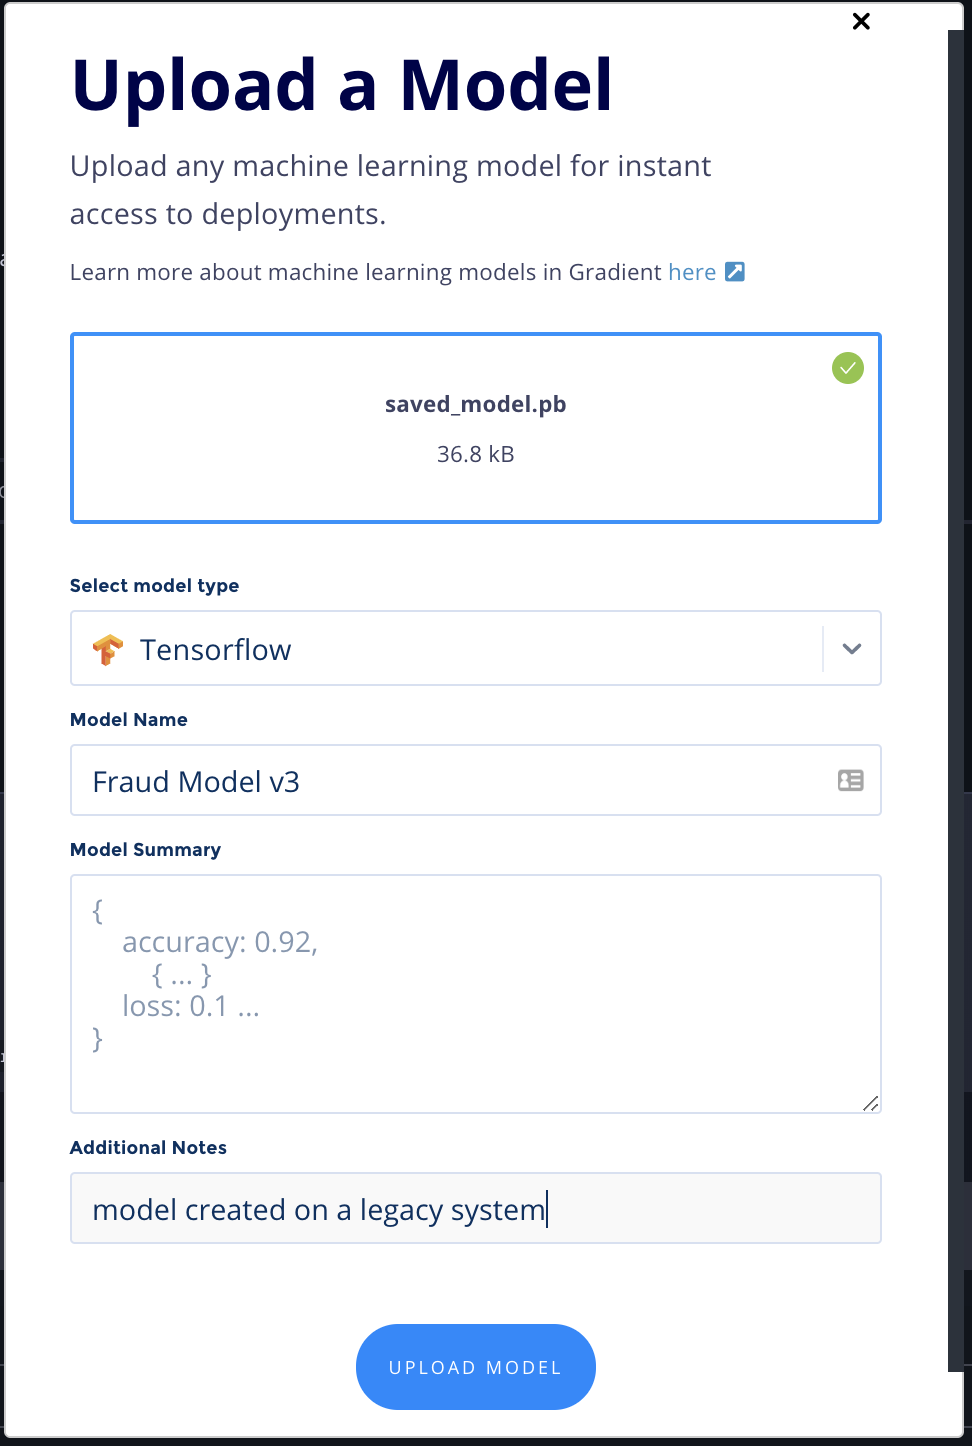 Upload a Model
Upload any machine learning model for instant
access to deployments.
Learn more about machine learning models in Gradient here
saved_model.pb
36.8 kB
Select model type
Tensorflow
Model Name
Fraud Model v3
Model Summary
{
accuracy: 0.92,
{ ... }
loss: 0.1 ...
}
Additional Notes
model created on a legacy system
UPLOAD MODEL